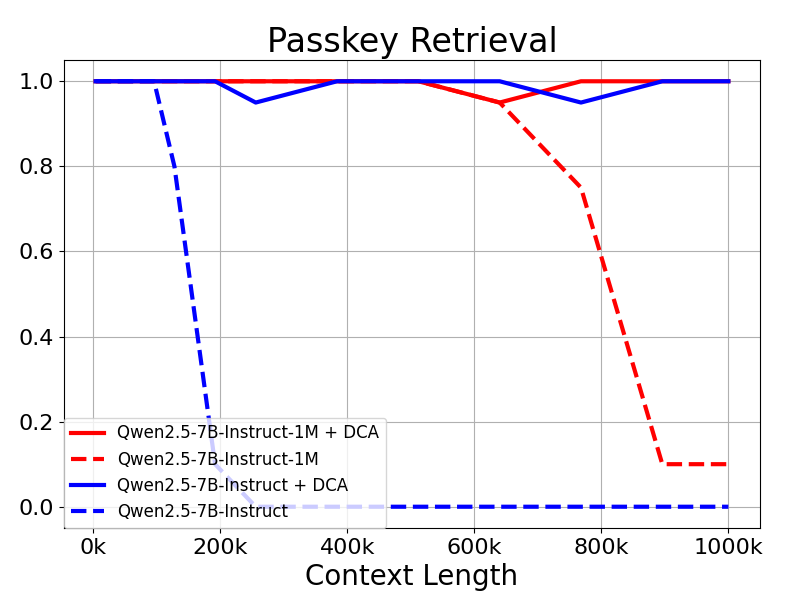 Passkey Retrieval
1.0
0.8
0.6
0.4
0.2
0.0
Qwen2.5-7B-Instruct-1M + DCA
Qwen2.5-7B-Instruct-1M
Qwen2.5-7B-Instruct + DCA
Qwen2.5-7B-Instruct
0k 200k 400k 600k 800k 1000k
Context Length